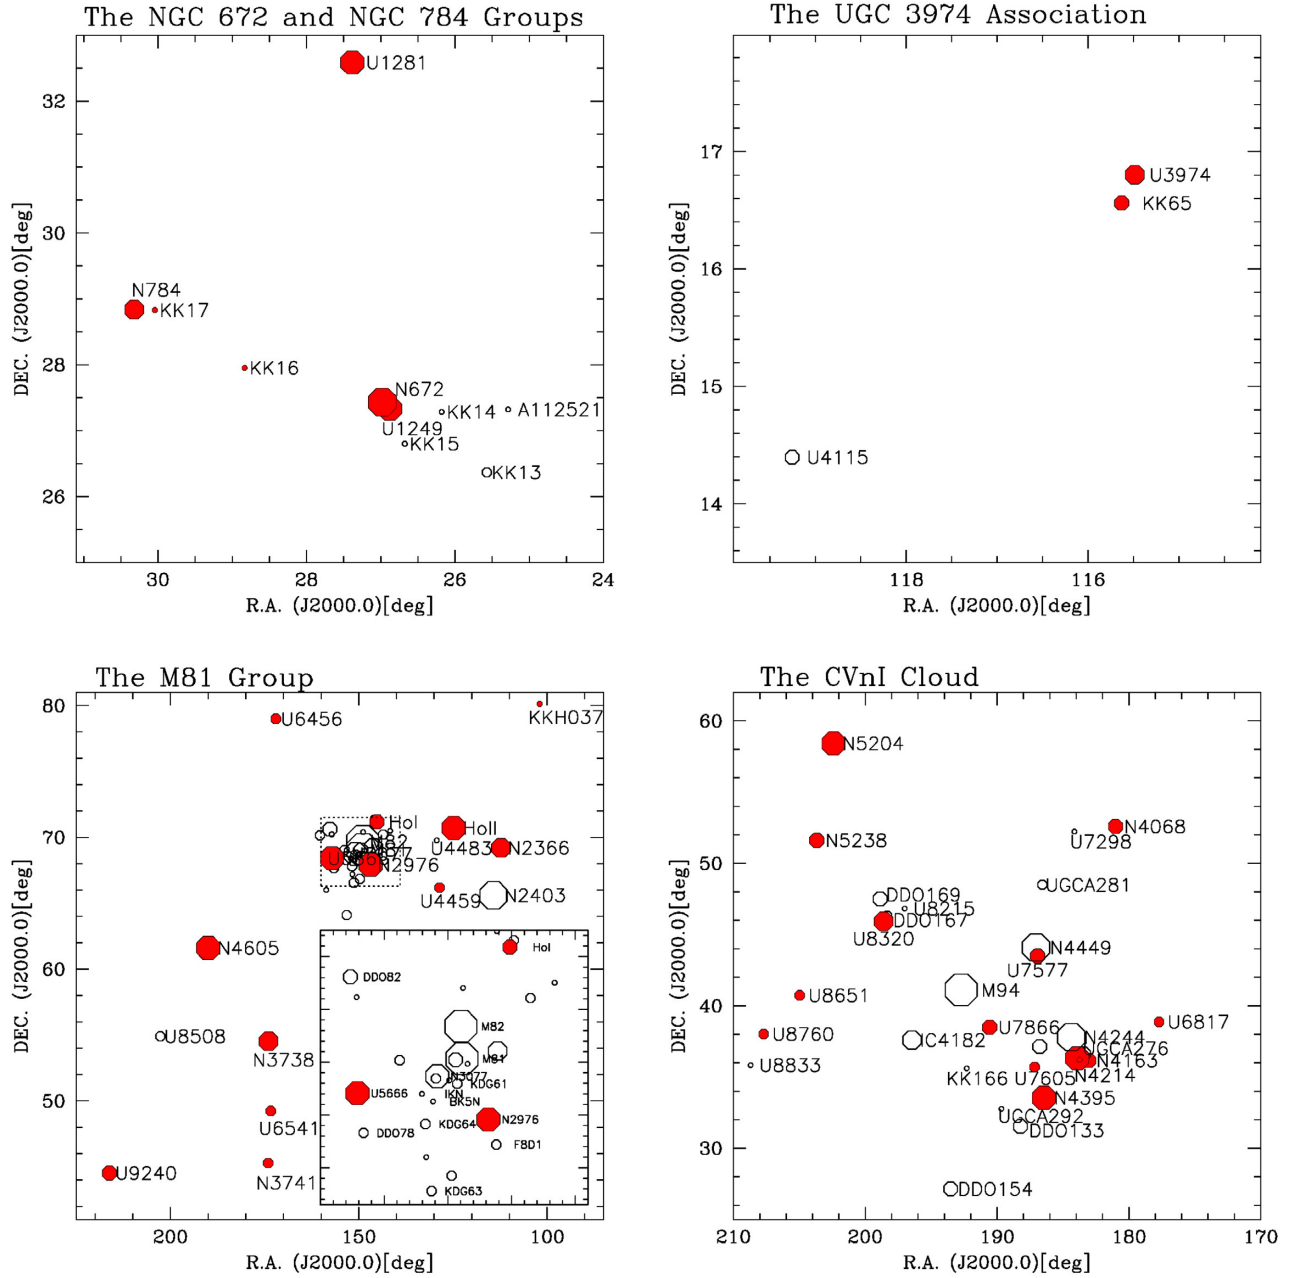 The NGC 672 and NGC 784 Groups
U1281
N784
KK17
KK16
N672
U1249
KK14
A112521
KK15
KK13
32
30
28
26
30
28
26
24
DEC. (J2000.0)[deg]
R.A. (J2000.0)[deg]
The UGC 3974 Association
U3974
KK65
U4115
17
16
15
14
118
116
DEC. (J2000.0)[deg]
R.A. (J2000.0)[deg]
The M81 Group
U6456
KKH037
HoI
HoII
U4483
N2366
N2976
U4459
N2403
N4605
U8508
N3738
U6541
N3741
U9240
HoI
DDO82
M82
M81
N3077
KDG61
IKN
BK5N
U5666
N2976
KDG64
DDO78
F8D1
KDG63
80
70
60
50
200
150
100
DEC. (J2000.0)[deg]
R.A. (J2000.0)[deg]
The CVnI Cloud
N5204
N4068
U7298
N5238
UGCA281
DDO169
U8215
DDO167
U8320
N4449
U7577
M94
U8651
U6817
U8760
U7866
IC4182
N4244
UGCA276
N4163
U8833
KK166
U7605
N4214
N4395
UGCA292
DDO133
DDO154
60
50
40
30
210
200
190
180
170
DEC. (J2000.0)[deg]
R.A. (J2000.0)[deg]